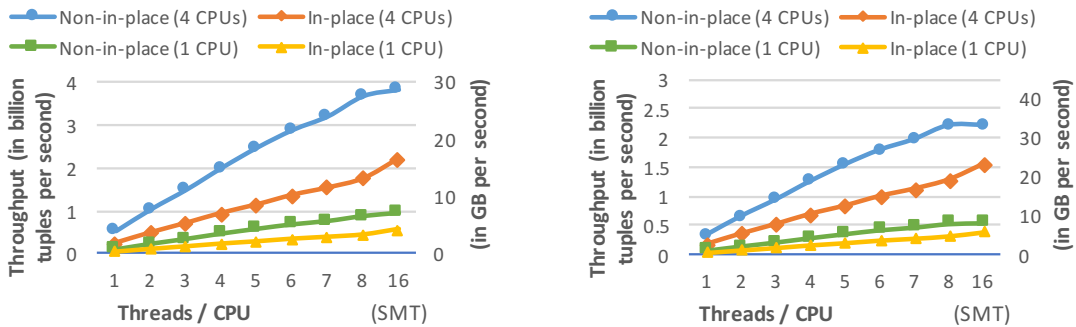 Non-in-place (4 CPUs) In-place (4 CPUs)
Non-in-place (1 CPU) In-place (1 CPU)
Throughput (in billion
tuples per second)
4
3
2
1
0
30
20
10
0
(in GB per second)
1 2 3 4 5 6 7 8 16
Threads / CPU (SMT)
Non-in-place (4 CPUs) In-place (4 CPUs)
Non-in-place (1 CPU) In-place (1 CPU)
Throughput (in billion
tuples per second)
3
2.5
2
1.5
1
0.5
0
40
30
20
10
0
(in GB per second)
1 2 3 4 5 6 7 8 16
Threads / CPU (SMT)